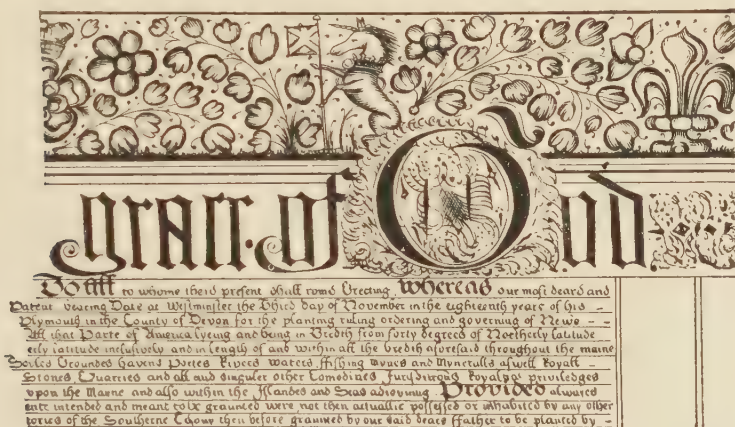 grace. of God
To all to whome theis present shall come Greeting whereas our most deare and
Patent bearing Date at Westminster the Third day of November in the eighteenth yeare of his
Plymouth in the County of Devon for the planting ruling ordering and governing of Newe
All that Parte of America lyeing and being in Bredth from forty degrees of Northerly latitude
erly latitude inclusively and in length of and within all the bredth aforesaid throughout the maine
Soiles Groundes havens Portes Rivers waters ffishing mynes and Myneralls aswell Royall
Stones Quarries and all and singuler other Comodities Jurisdiccons Royalties priviledges
upon the Mayne and also within the Islandes and Seas adioyning Provided alwaies
intended and meant to be graunted were not then actuallie possessed or inhabited by any other
tories of the Southerne Colony then before graunted by our said deare ffather to be planted by